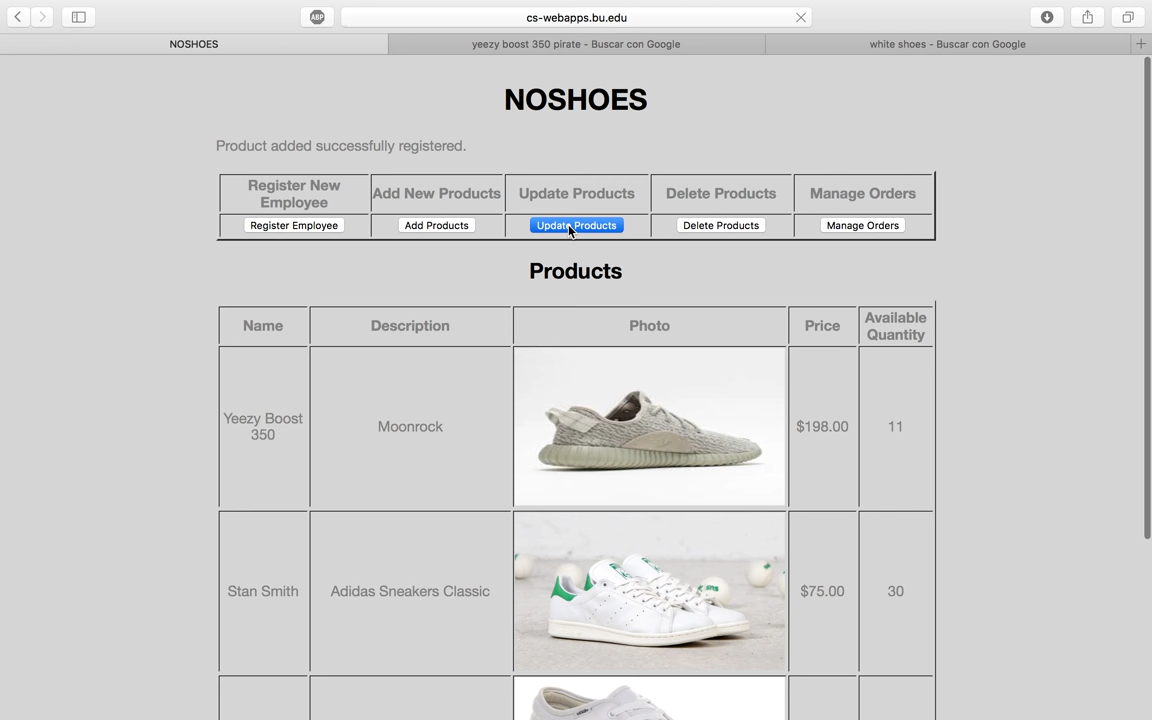 ABP
cs-webapps.bu.edu
NOSHOES
yeezy boost 350 pirate - Buscar con Google
white shoes - Buscar con Google
NOSHOES
Product added successfully registered.
Register New
Employee
Add New Products
Update Products
Delete Products
Manage Orders
Register Employee
Add Products
Update Products
Delete Products
Manage Orders
Products
Name
Description
Photo
Price
Available
Quantity
Yeezy Boost
350
Moonrock
$198.00
11
Stan Smith
Adidas Sneakers Classic
$75.00
30